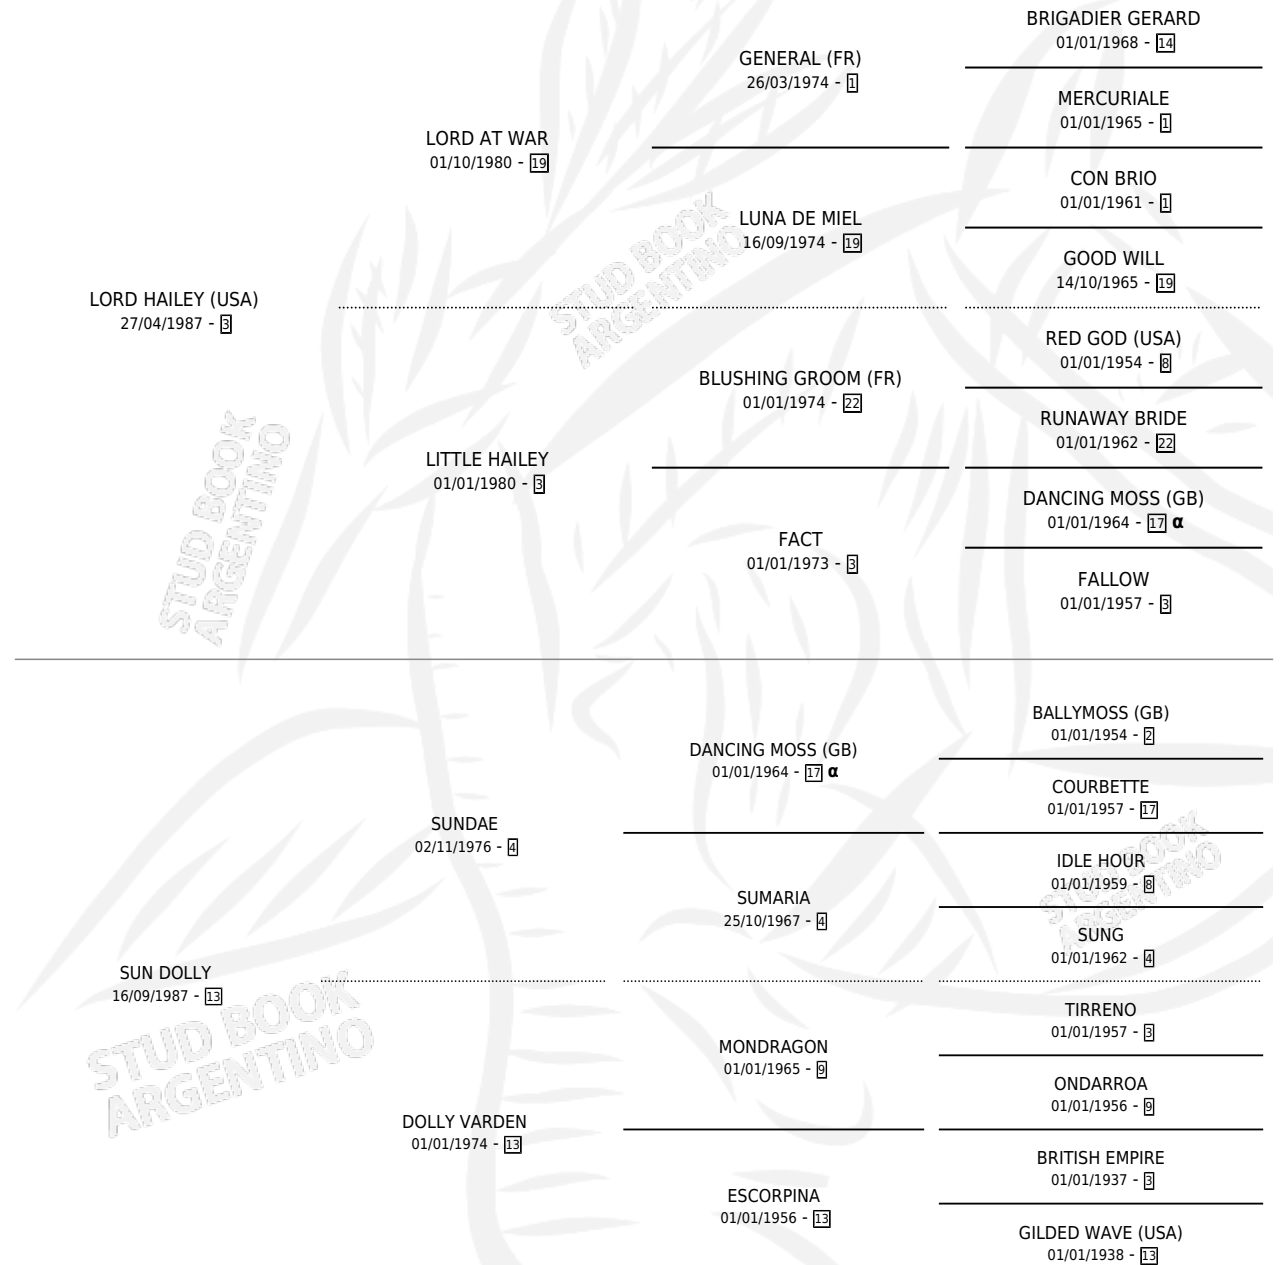 BRIGADIER GERARD
01/01/1968 - 14
GENERAL (FR)
26/03/1974 - 1
MERCURIALE
01/01/1965 - 1
LORD AT WAR
01/10/1980 - 19
CON BRIO
01/01/1961 - 1
LUNA DE MIEL
16/09/1974 - 19
GOOD WILL
14/10/1965 - 19
LORD HAILEY (USA)
27/04/1987 - 3
RED GOD (USA)
01/01/1954 - 8
BLUSHING GROOM (FR)
01/01/1974 - 22
RUNAWAY BRIDE
01/01/1962 - 22
LITTLE HAILEY
01/01/1980 - 3
DANCING MOSS (GB)
01/01/1964 - 17 α
FACT
01/01/1973 - 3
FALLOW
01/01/1957 - 3
BALLYMOSS (GB)
01/01/1954 - 2
DANCING MOSS (GB)
01/01/1964 - 17 α
COURBETTE
01/01/1957 - 17
SUNDAE
02/11/1976 - 4
IDLE HOUR
01/01/1959 - 8
SUMARIA
25/10/1967 - 4
SUNG
01/01/1962 - 4
SUN DOLLY
16/09/1987 - 13
TIRRENO
01/01/1957 - 3
MONDRAGON
01/01/1965 - 9
ONDARROA
01/01/1956 - 9
DOLLY VARDEN
01/01/1974 - 13
BRITISH EMPIRE
01/01/1937 - 3
ESCORPINA
01/01/1956 - 13
GILDED WAVE (USA)
01/01/1938 - 13
STUD BOOK
ARGENTINO
STUD BOOK
ARGENTINO
STUD BOOK
ARGENTINO
STUD BOOK
ARGENTINO